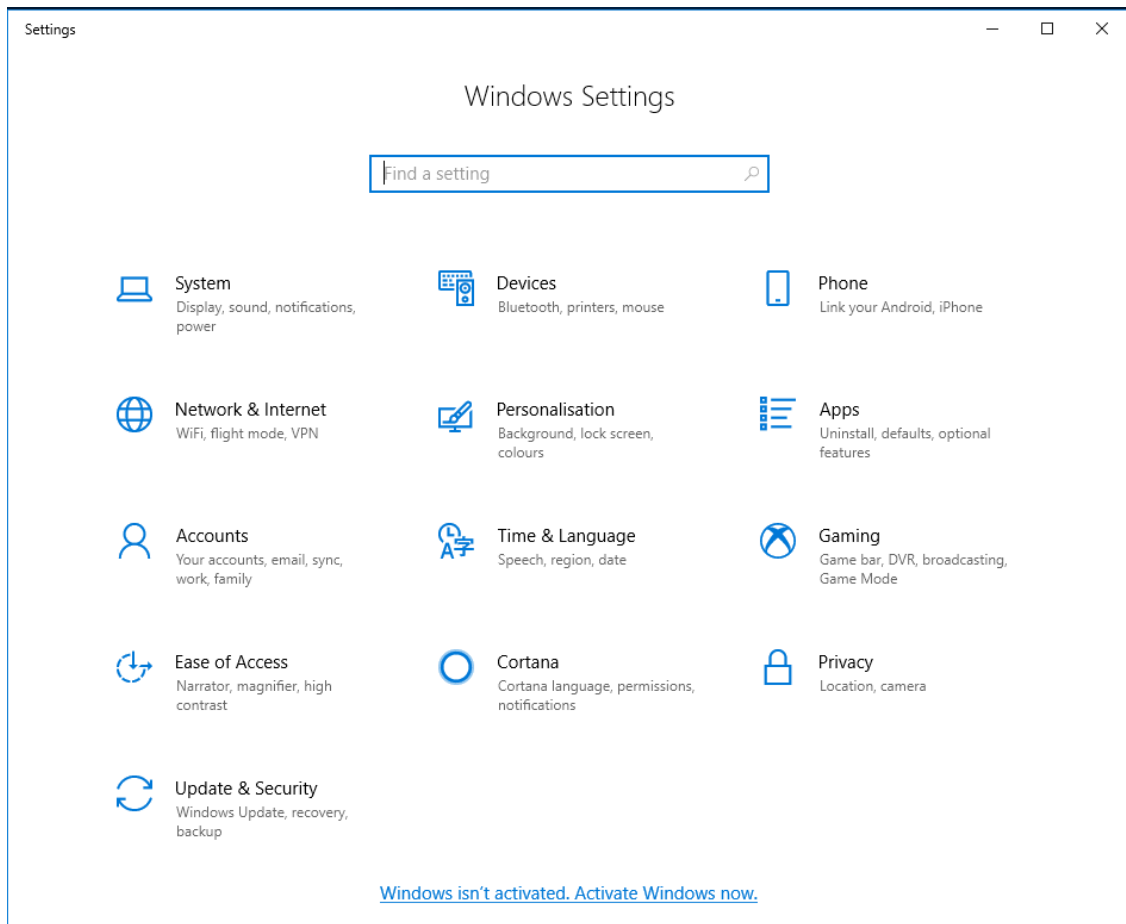 Settings
Windows Settings
Find a setting
System
Display, sound, notifications,
power
Devices
Bluetooth, printers, mouse
Phone
Link your Android, iPhone
Network & Internet
WiFi, flight mode, VPN
Personalisation
Background, lock screen,
colours
Apps
Uninstall, defaults, optional
features
Accounts
Your accounts, email, sync,
work, family
Time & Language
Speech, region, date
Gaming
Game bar, DVR, broadcasting,
Game Mode
Ease of Access
Narrator, magnifier, high
contrast
Cortana
Cortana language, permissions,
notifications
Privacy
Location, camera
Update & Security
Windows Update, recovery,
backup
Windows isn't activated. Activate Windows now.